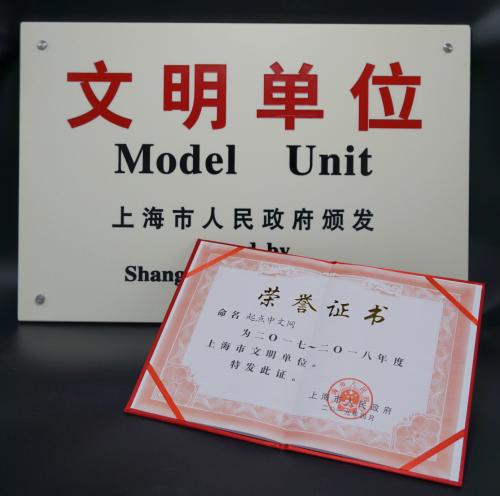 文明单位
Model Unit
上海市人民政府颁发
by
Shang
荣誉证书
命名 起点中文网
为二〇一七~二〇一八年度
上海市文明单位。
特发此证。
上海市人民政府